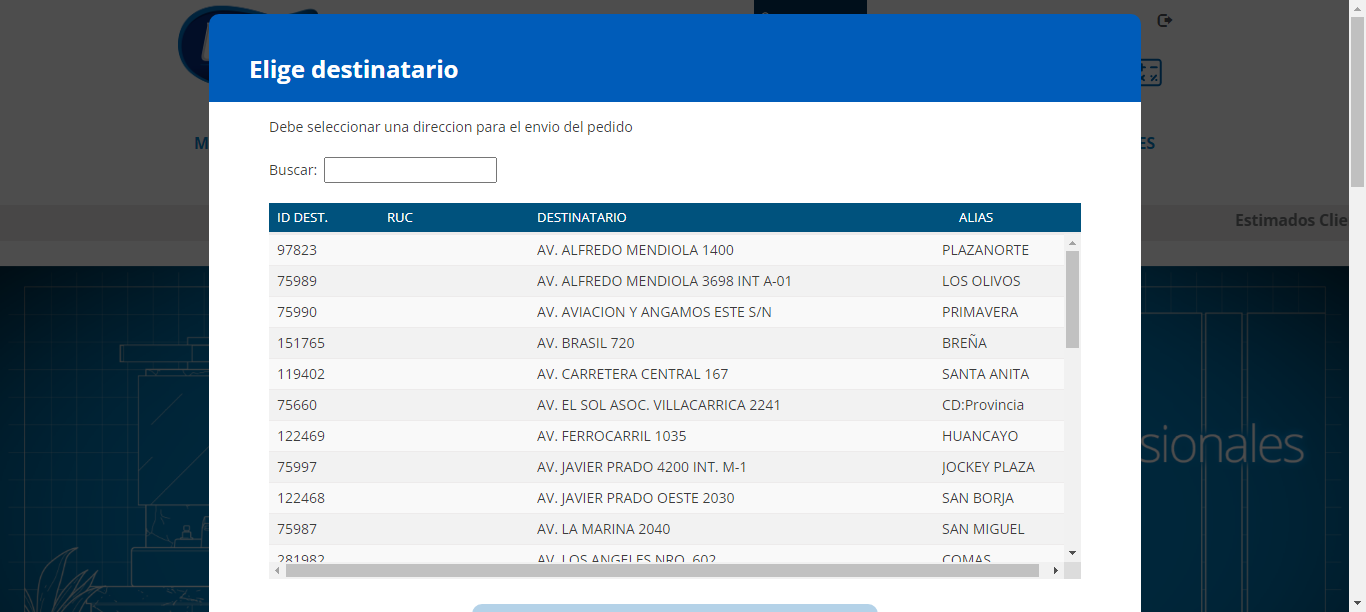 Elige destinatario
Debe seleccionar una direccion para el envio del pedido
Buscar:
ID DEST. RUC DESTINATARIO ALIAS
97823 AV. ALFREDO MENDIOLA 1400 PLAZANORTE
75989 AV. ALFREDO MENDIOLA 3698 INT A-01 LOS OLIVOS
75990 AV. AVIACION Y ANGAMOS ESTE S/N PRIMAVERA
151765 AV. BRASIL 720 BREÑA
119402 AV. CARRETERA CENTRAL 167 SANTA ANITA
75660 AV. EL SOL ASOC. VILLACARRICA 2241 CD:Provincia
122469 AV. FERROCARRIL 1035 HUANCAYO
75997 AV. JAVIER PRADO 4200 INT. M-1 JOCKEY PLAZA
122468 AV. JAVIER PRADO OESTE 2030 SAN BORJA
75987 AV. LA MARINA 2040 SAN MIGUEL
281982 AV. LOS ANGELES NRO. 602 COMAS
M
ES
Estimados Clie
sionales